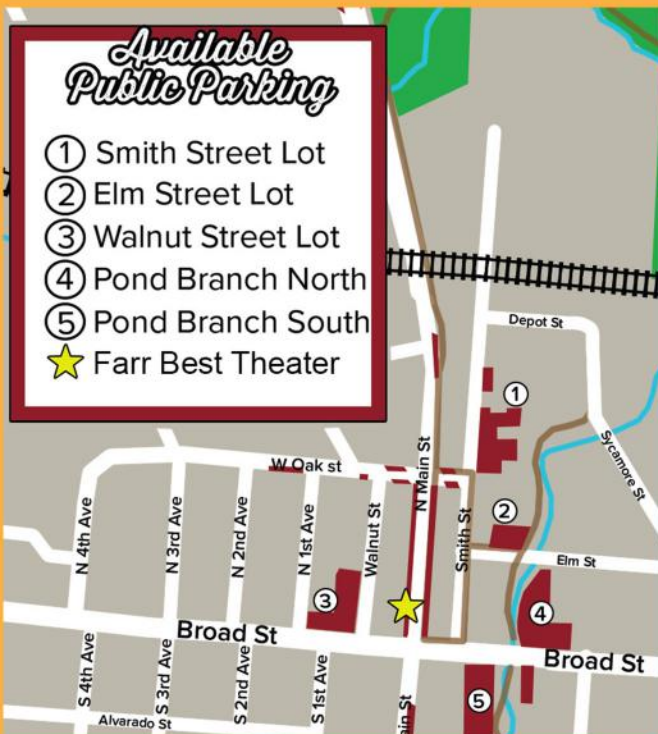 Available
Public Parking
1 Smith Street Lot
2 Elm Street Lot
3 Walnut Street Lot
4 Pond Branch North
5 Pond Branch South
Farr Best Theater
Depot St
1
Sycamore St
W Oak st
N Main St
N 4th Ave
N 3rd Ave
N 2nd Ave
N 1st Ave
Walnut St
Smith St
2
Elm St
3
4
Broad St
Broad St
S 4th Ave
S 3rd Ave
S 2nd Ave
S 1st Ave
ain St
5
Alvarado St